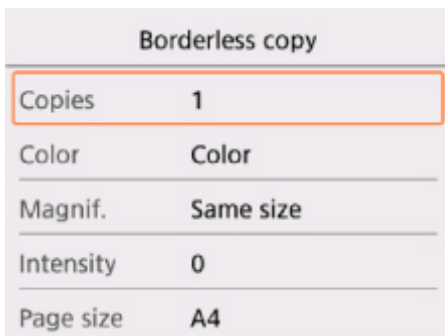 Borderless copy
Copies 1
Color Color
Magnif. Same size
Intensity 0
Page size A4